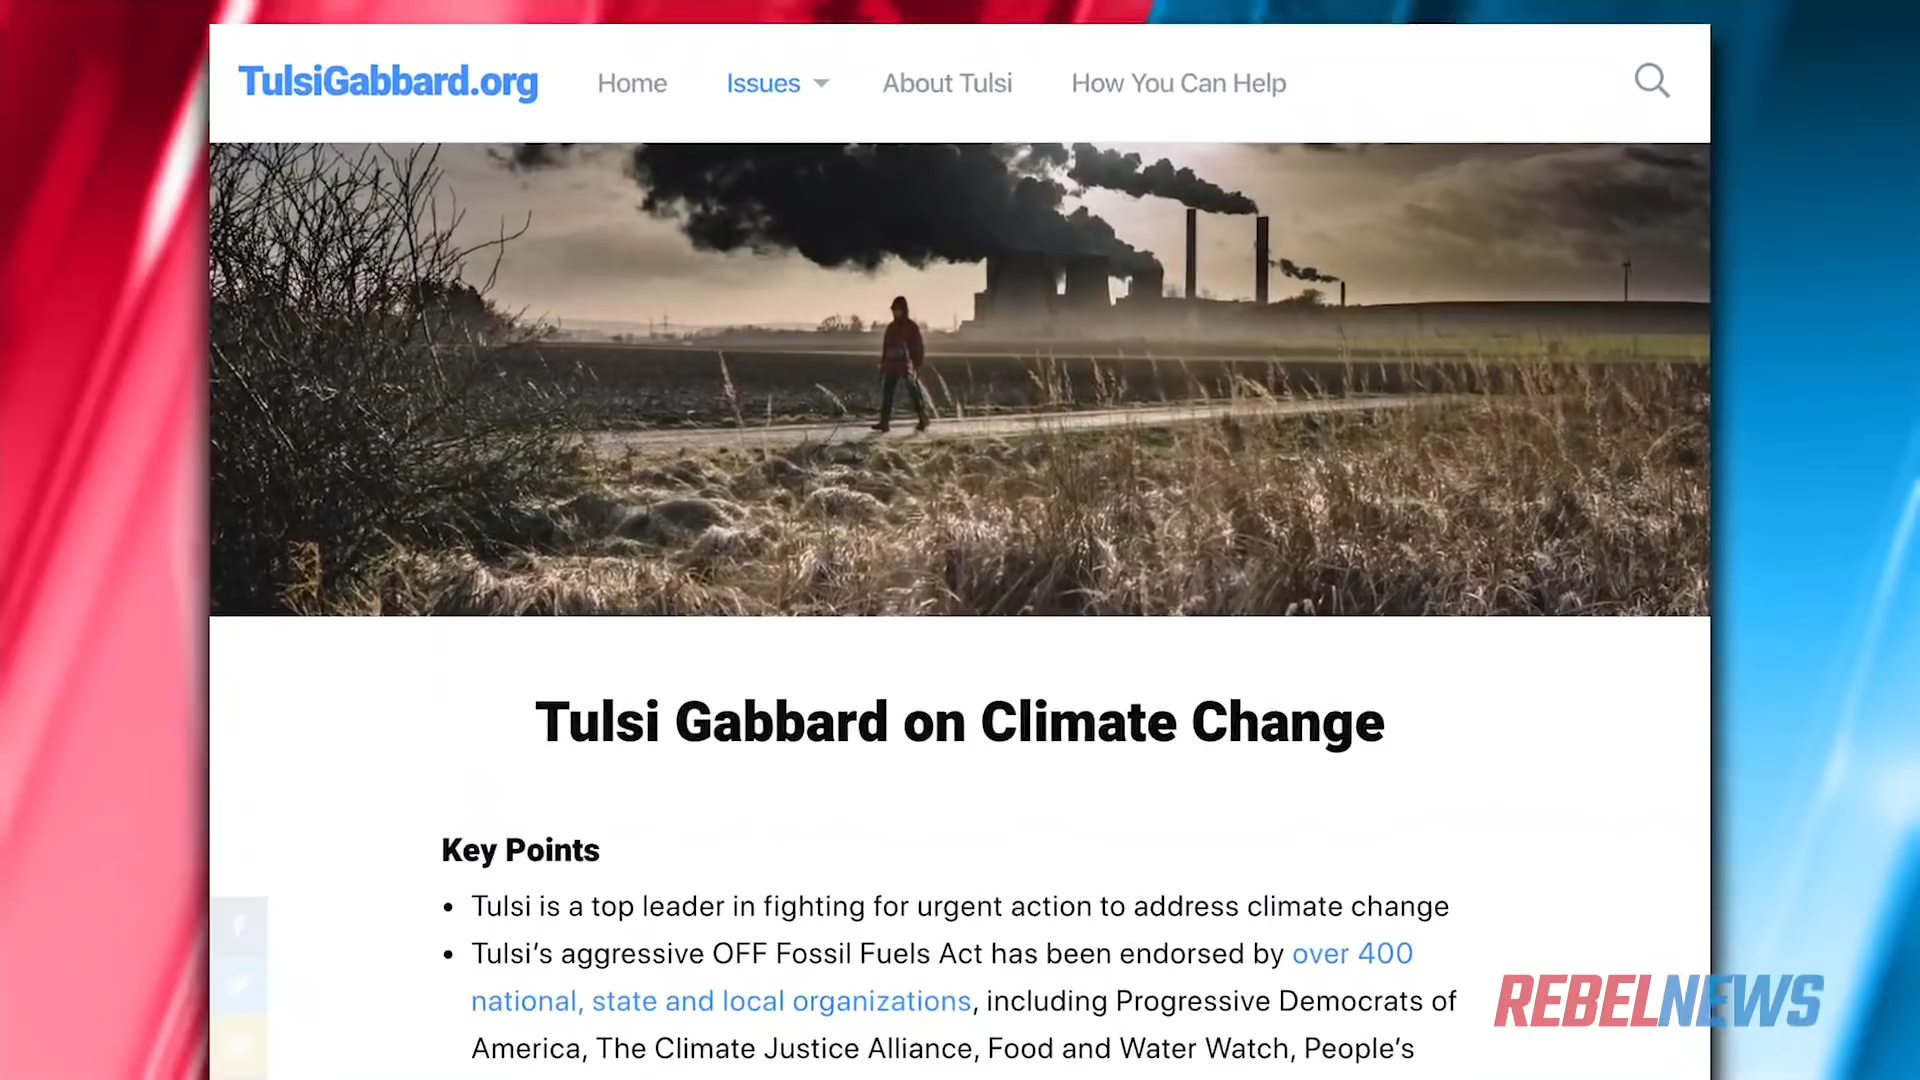 TulsiGabbard.org Home Issues About Tulsi How You Can Help
Tulsi Gabbard on Climate Change
Key Points
• Tulsi is a top leader in fighting for urgent action to address climate change
• Tulsi’s aggressive OFF Fossil Fuels Act has been endorsed by over 400
national, state and local organizations, including Progressive Democrats of
America, The Climate Justice Alliance, Food and Water Watch, People’s
REBELNEWS